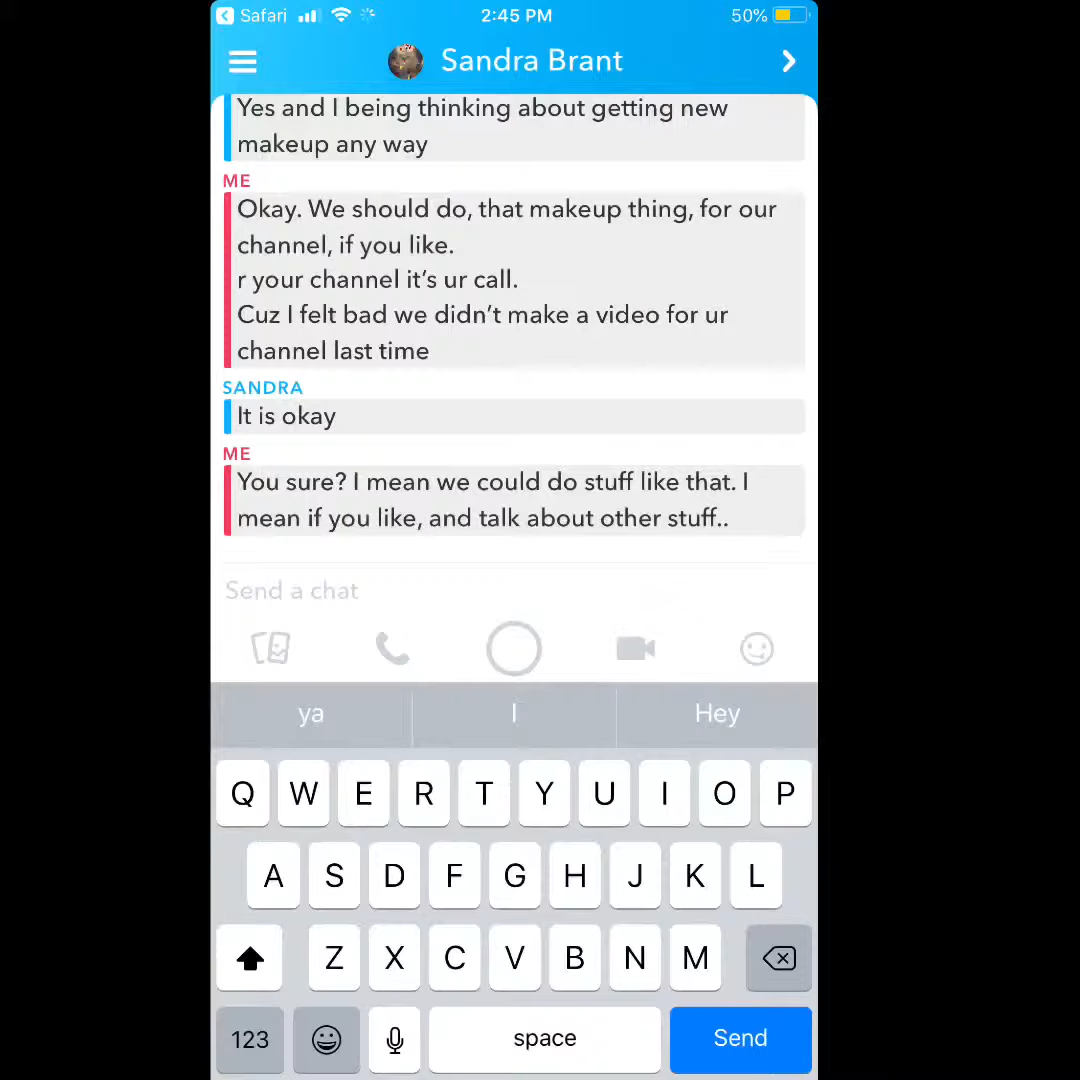 Safari 2:45 PM 50%
Sandra Brant
Yes and I being thinking about getting new
makeup any way
ME
Okay. We should do, that makeup thing, for our
channel, if you like.
r your channel it’s ur call.
Cuz I felt bad we didn’t make a video for ur
channel last time
SANDRA
It is okay
ME
You sure? I mean we could do stuff like that. I
mean if you like, and talk about other stuff..
Send a chat
ya I Hey
Q W E R T Y U I O P
A S D F G H J K L
Z X C V B N M
123 space Send